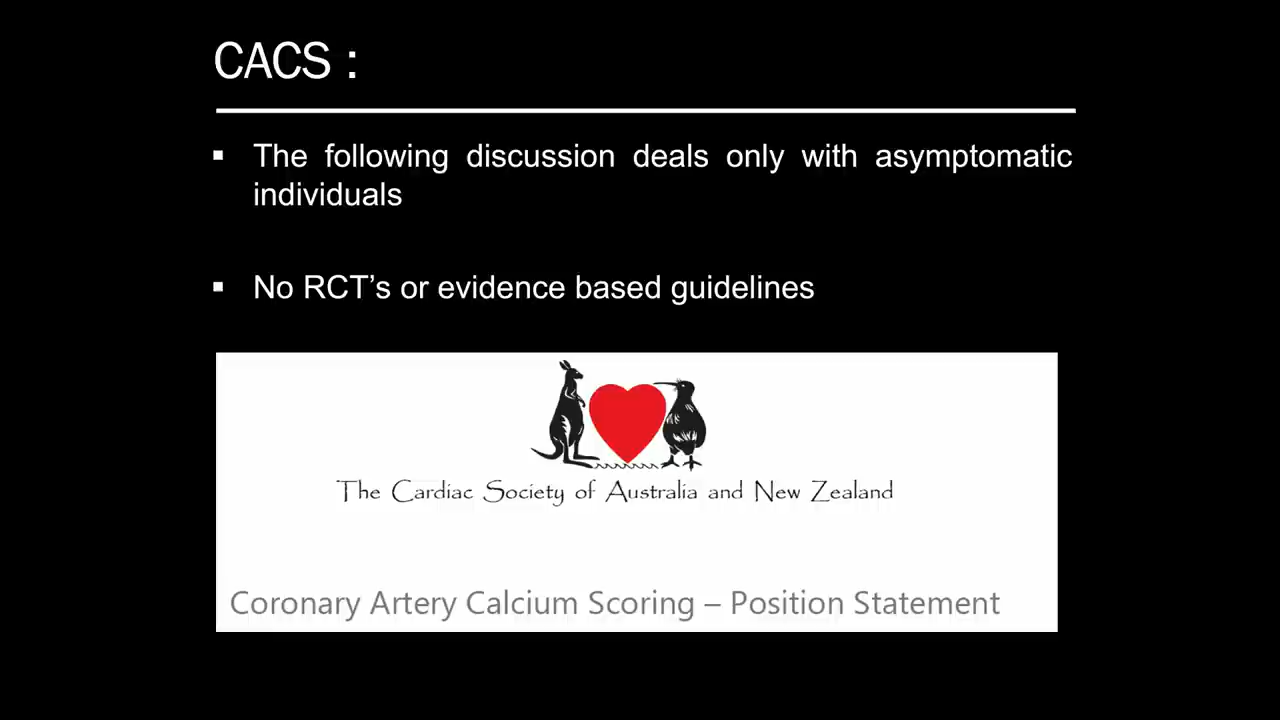 CACS :
▪ The following discussion deals only with asymptomatic
individuals
▪ No RCT’s or evidence based guidelines
The Cardiac Society of Australia and New Zealand
Coronary Artery Calcium Scoring – Position Statement